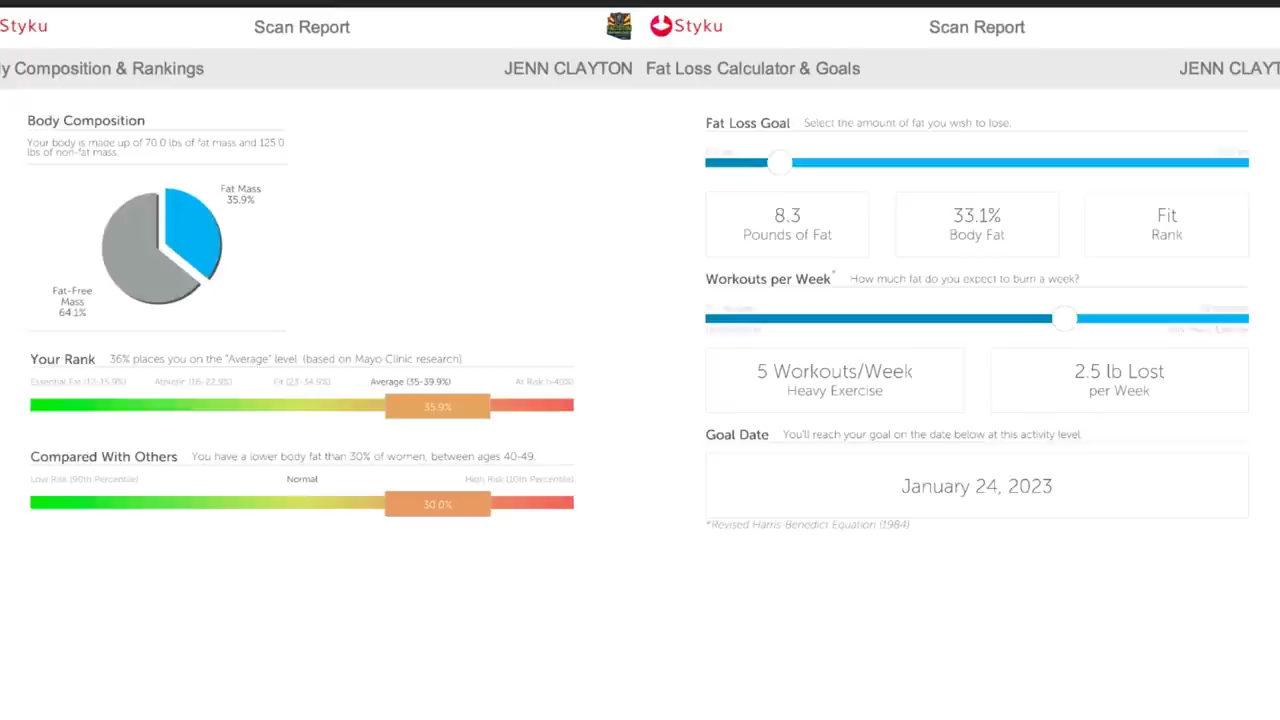 Styku
Scan Report
y Composition & Rankings
JENN CLAYTON
Body Composition
Your body is made up of 70.0 lbs of fat mass and 125.0
lbs of non-fat mass.
Fat Mass
35.9%
Fat-Free
Mass
64.1%
Your Rank 36% places you on the "Average" level (based on Mayo Clinic research)
Essential Fat (12-15.9%) Athletic (16-22.9%) Fit (23-34.9%) Average (35-39.9%) At Risk (>40%)
35.9%
Compared With Others You have a lower body fat than 30% of women, between ages 40-49.
Low Risk (90th Percentile) Normal High Risk (10th Percentile)
30.0%
Styku
Scan Report
Fat Loss Calculator & Goals
JENN CLAYT
Fat Loss Goal Select the amount of fat you wish to lose.
8.3
Pounds of Fat
33.1%
Body Fat
Fit
Rank
Workouts per Week* How much fat do you expect to burn a week?
5 Workouts/Week
Heavy Exercise
2.5 lb Lost
per Week
Goal Date You'll reach your goal on the date below at this activity level.
January 24, 2023
*Revised Harris-Benedict Equation (1984)